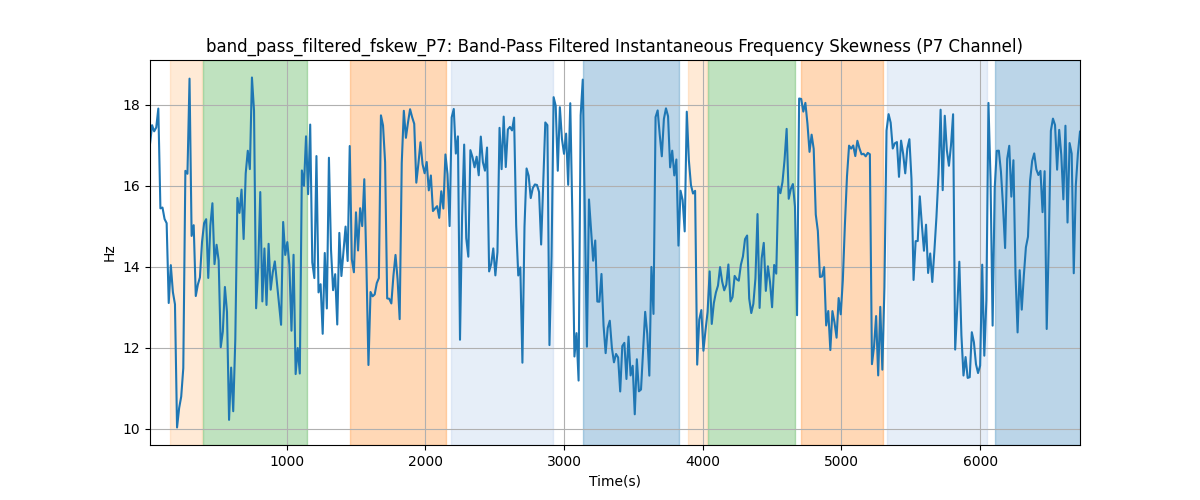 band_pass_filtered_fskew_P7: Band-Pass Filtered Instantaneous Frequency Skewness (P7 Channel)
Hz
18
16
14
12
10
1000 2000 3000 4000 5000 6000
Time(s)